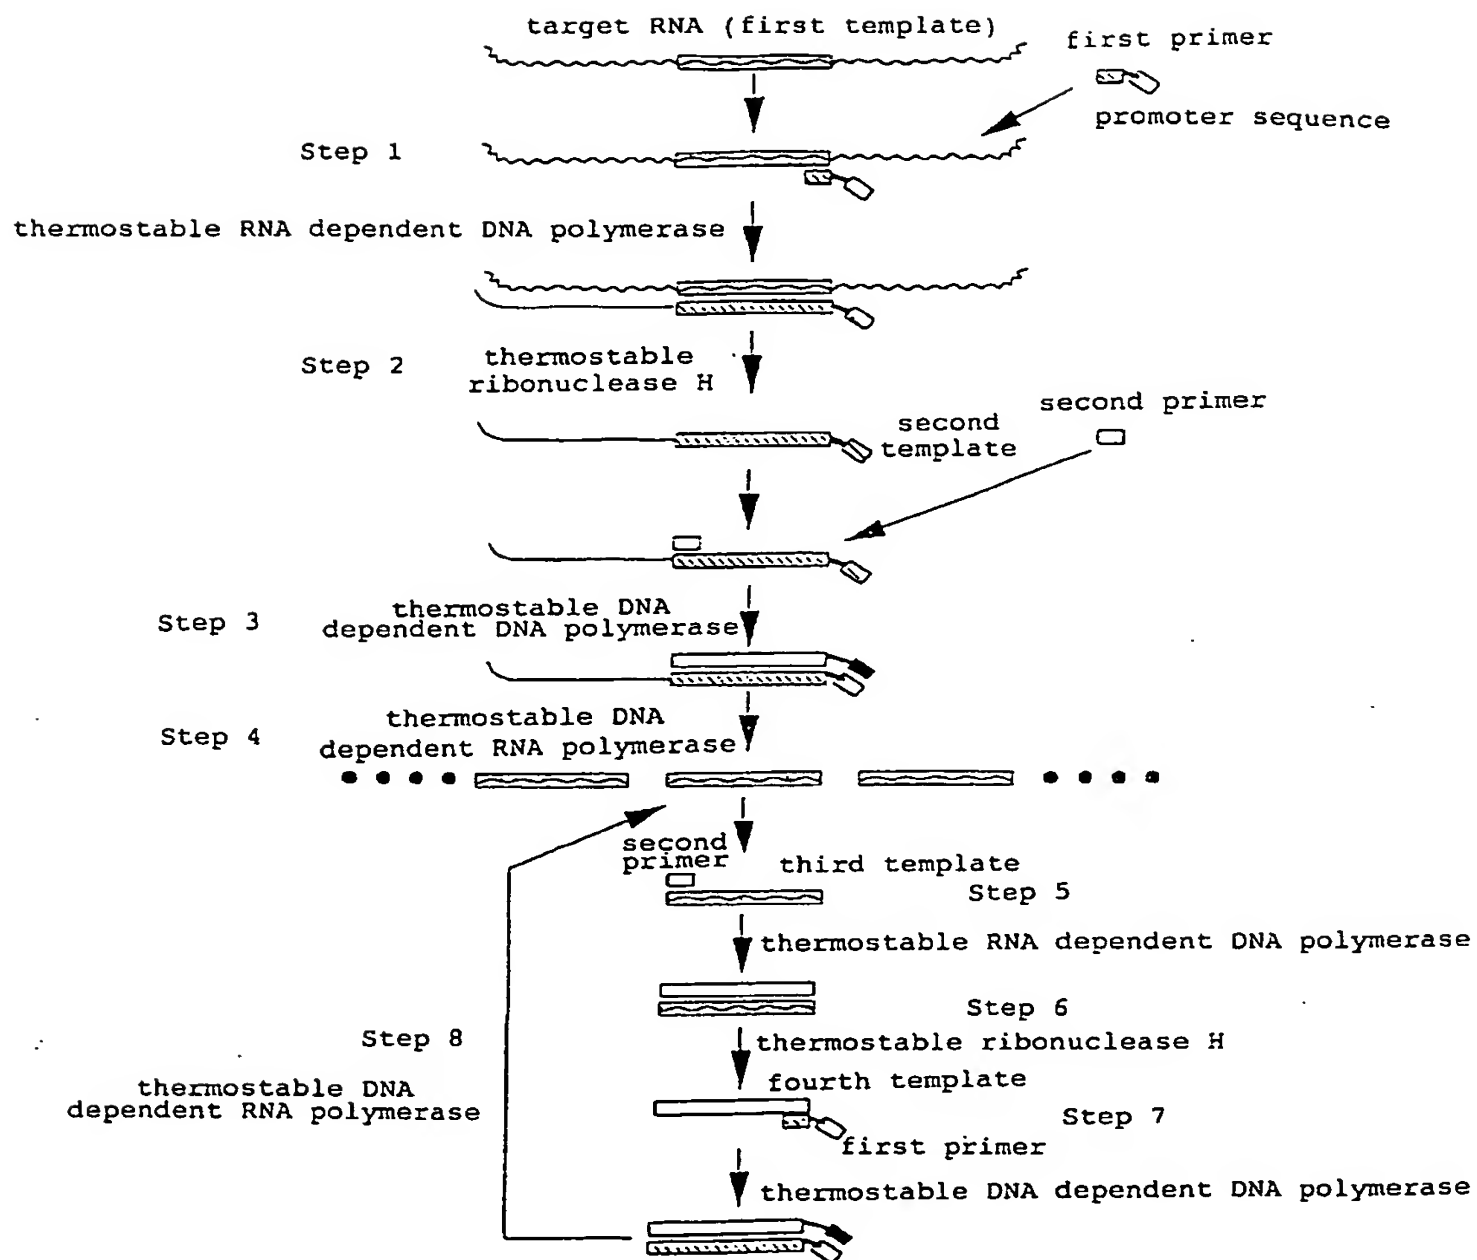 target RNA (first template)
first primer
promoter sequence
Step 1
thermostable RNA dependent DNA polymerase
Step 2
thermostable
ribonuclease H
second primer
second
template
Step 3
thermostable DNA
dependent DNA polymerase
Step 4
thermostable DNA
dependent RNA polymerase
second
primer
third template
Step 5
thermostable RNA dependent DNA polymerase
Step 6
Step 8
thermostable ribonuclease H
thermostable DNA
dependent RNA polymerase
fourth template
Step 7
first primer
thermostable DNA dependent DNA polymerase